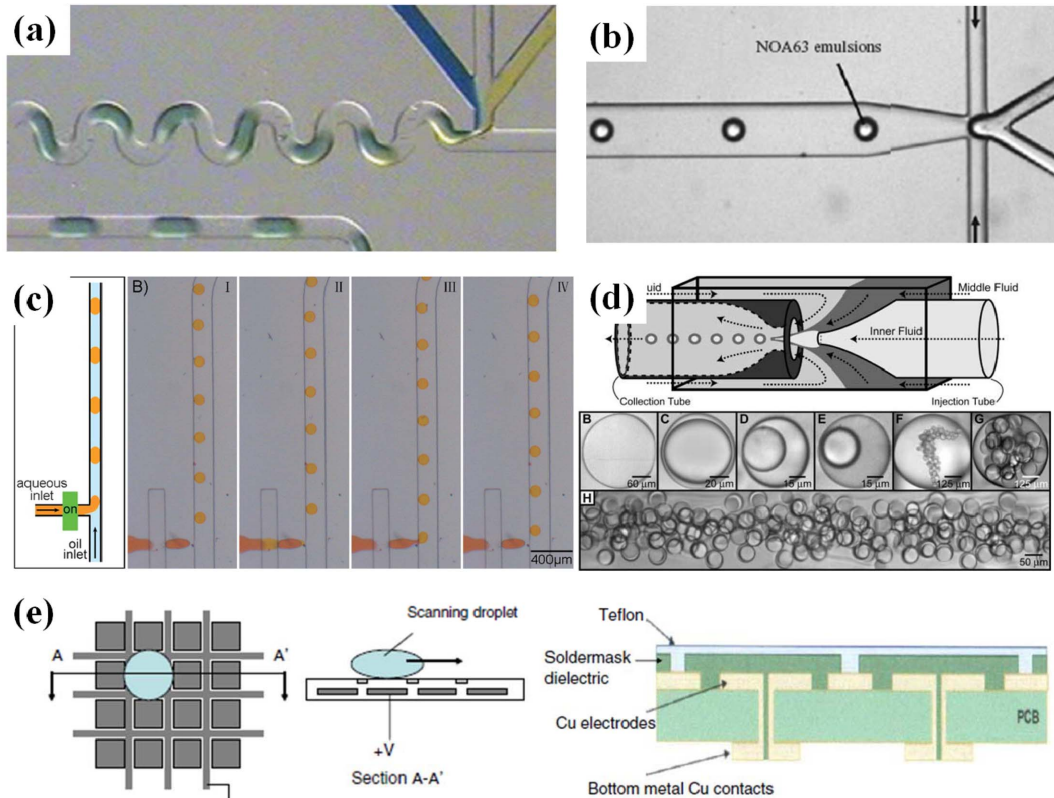 (a)
(b)
NOA63 emulsions
(c)
aqueous
inlet
on
oil
inlet
B)
I
II
III
IV
400μm
(d)
uid
Middle Fluid
Inner Fluid
Collection Tube
Injection Tube
B
60 μm
C
20 μm
D
15 μm
E
15 μm
F
125 μm
G
125 μm
H
50 μm
(e)
A
A'
Scanning droplet
+V
Section A-A'
Teflon
Soldermask
dielectric
Cu electrodes
PCB
Bottom metal Cu contacts